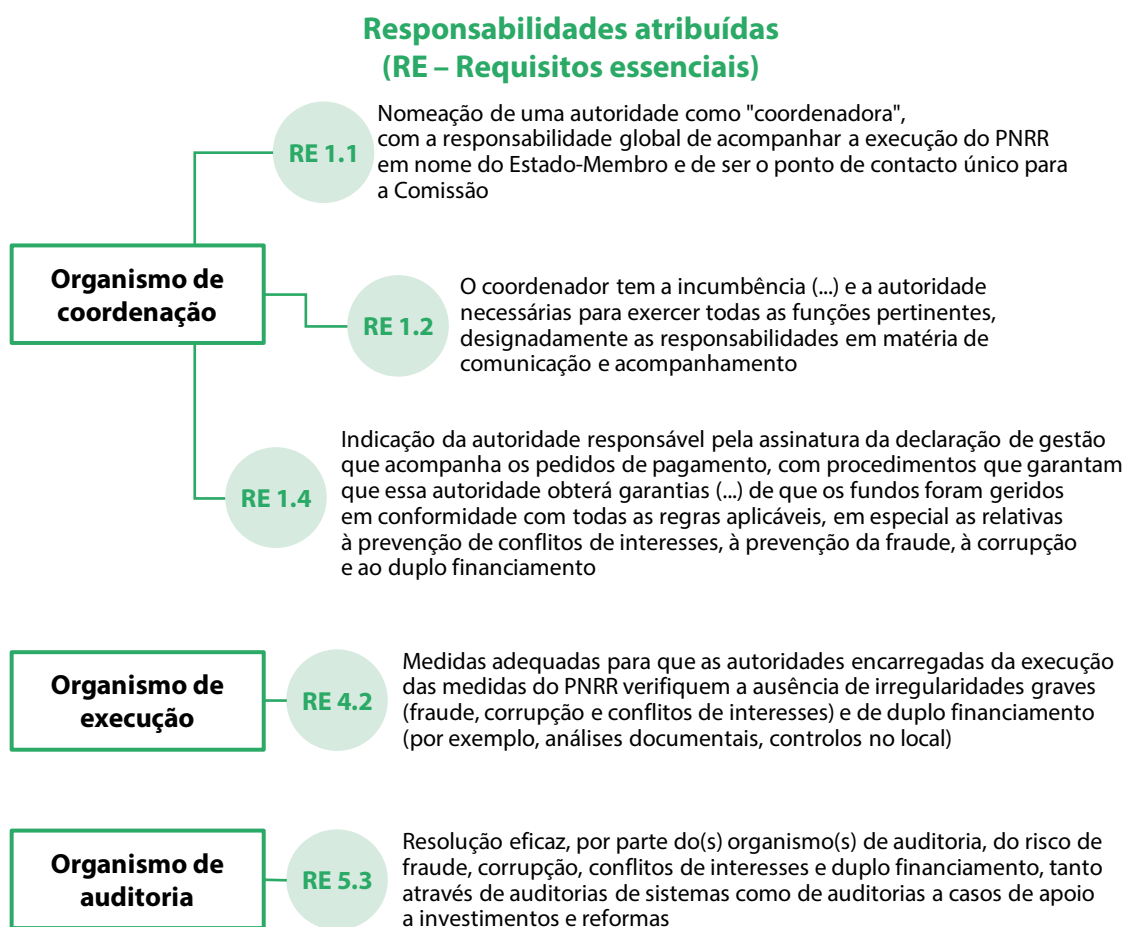 Responsabilidades atribuídas
(RE – Requisitos essenciais)
RE 1.1
Nomeação de uma autoridade como "coordenadora",
com a responsabilidade global de acompanhar a execução do PNRR
em nome do Estado-Membro e de ser o ponto de contacto único para
a Comissão
Organismo de
coordenação
RE 1.2
O coordenador tem a incumbência (...) e a autoridade
necessárias para exercer todas as funções pertinentes,
designadamente as responsabilidades em matéria de
comunicação e acompanhamento
RE 1.4
Indicação da autoridade responsável pela assinatura da declaração de gestão
que acompanha os pedidos de pagamento, com procedimentos que garantam
que essa autoridade obterá garantias (...) de que os fundos foram geridos
em conformidade com todas as regras aplicáveis, em especial as relativas
à prevenção de conflitos de interesses, à prevenção da fraude, à corrupção
e ao duplo financiamento
Organismo de
execução
RE 4.2
Medidas adequadas para que as autoridades encarregadas da execução
das medidas do PNRR verifiquem a ausência de irregularidades graves
(fraude, corrupção e conflitos de interesses) e de duplo financiamento
(por exemplo, análises documentais, controlos no local)
Organismo de
auditoria
RE 5.3
Resolução eficaz, por parte do(s) organismo(s) de auditoria, do risco de
fraude, corrupção, conflitos de interesses e duplo financiamento, tanto
através de auditorias de sistemas como de auditorias a casos de apoio
a investimentos e reformas